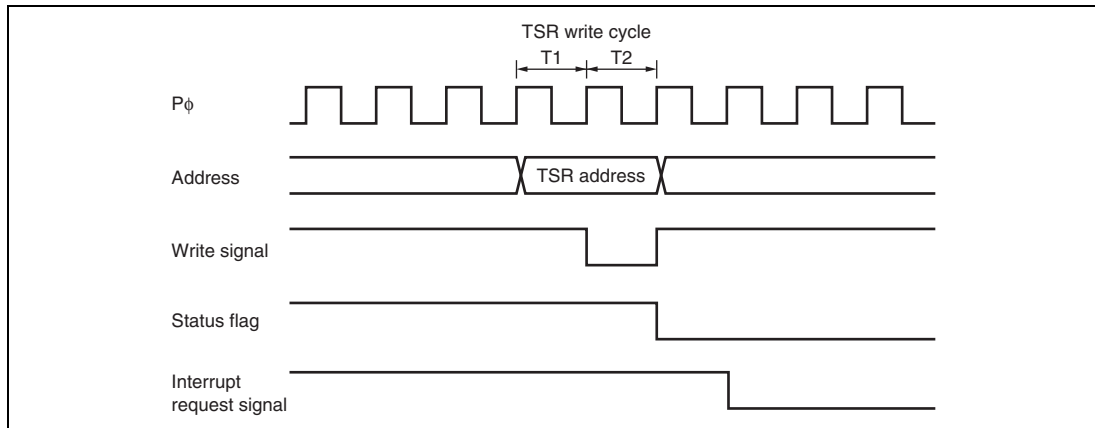 TSR write cycle
T1 T2
Pφ
Address
TSR address
Write signal
Status flag
Interrupt
request signal